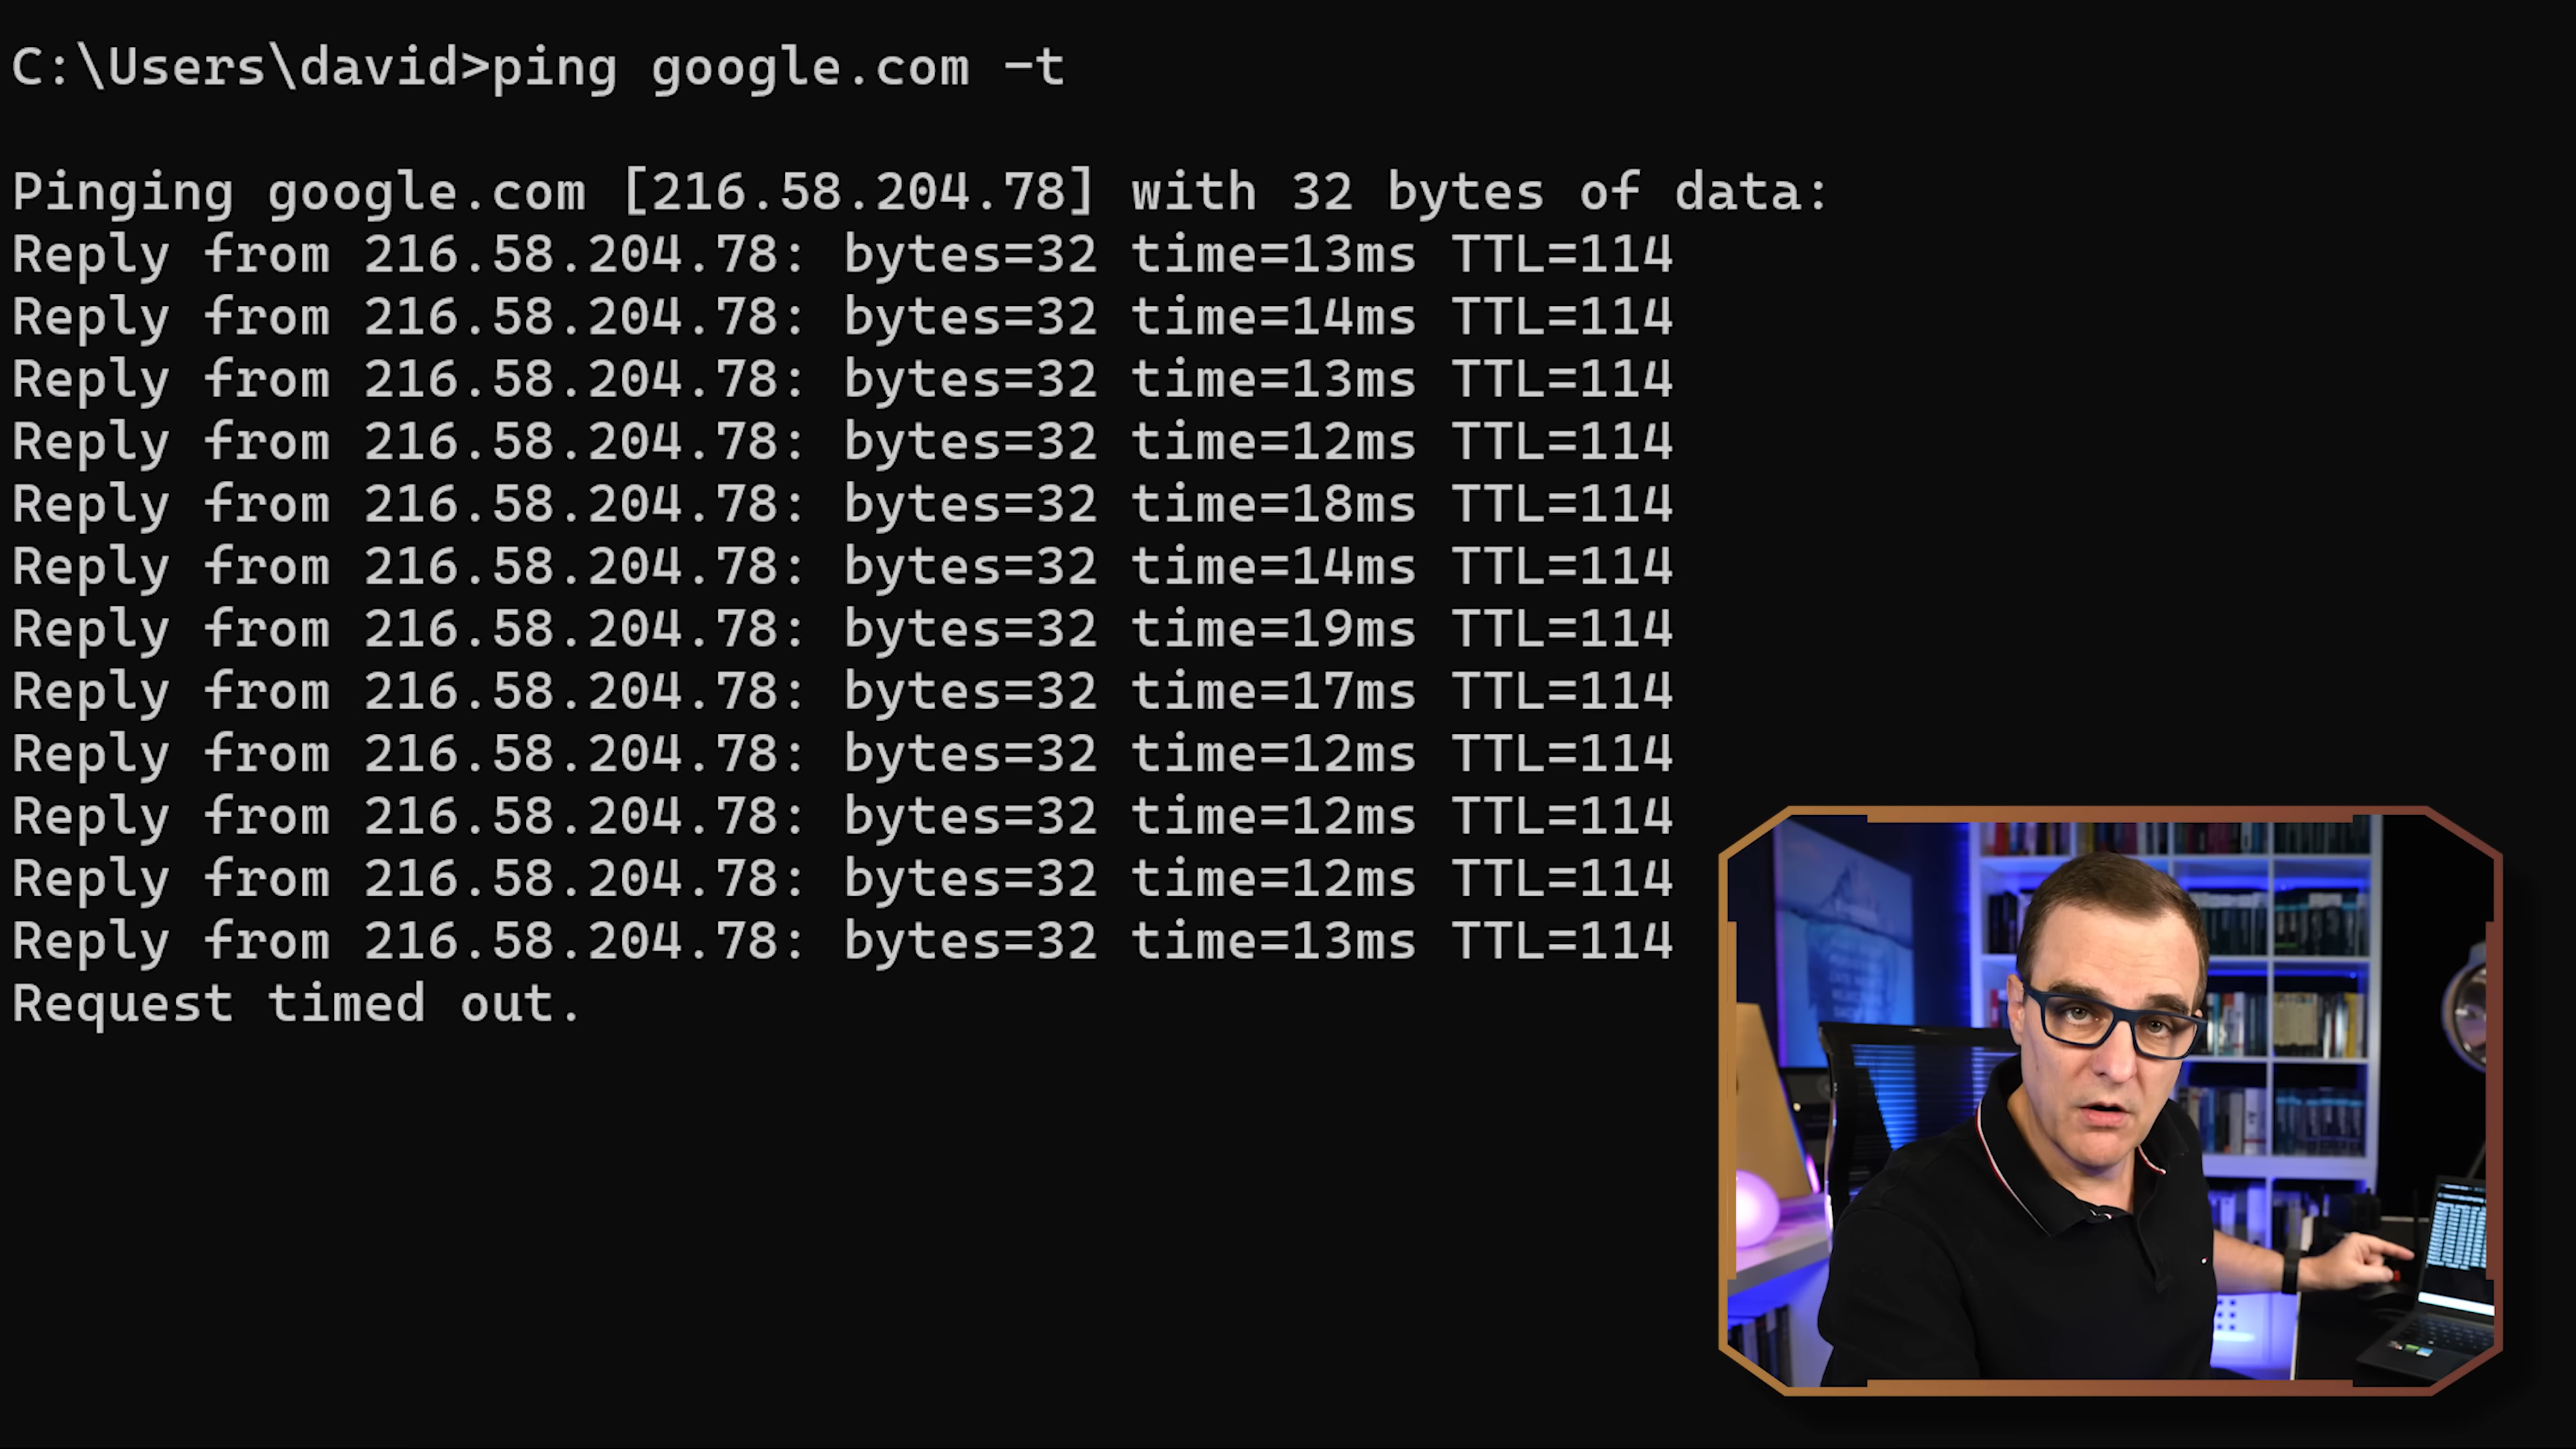 C:\Users\david>ping google.com -t
Pinging google.com [216.58.204.78] with 32 bytes of data:
Reply from 216.58.204.78: bytes=32 time=13ms TTL=114
Reply from 216.58.204.78: bytes=32 time=14ms TTL=114
Reply from 216.58.204.78: bytes=32 time=13ms TTL=114
Reply from 216.58.204.78: bytes=32 time=12ms TTL=114
Reply from 216.58.204.78: bytes=32 time=18ms TTL=114
Reply from 216.58.204.78: bytes=32 time=14ms TTL=114
Reply from 216.58.204.78: bytes=32 time=19ms TTL=114
Reply from 216.58.204.78: bytes=32 time=17ms TTL=114
Reply from 216.58.204.78: bytes=32 time=12ms TTL=114
Reply from 216.58.204.78: bytes=32 time=12ms TTL=114
Reply from 216.58.204.78: bytes=32 time=12ms TTL=114
Reply from 216.58.204.78: bytes=32 time=13ms TTL=114
Request timed out.